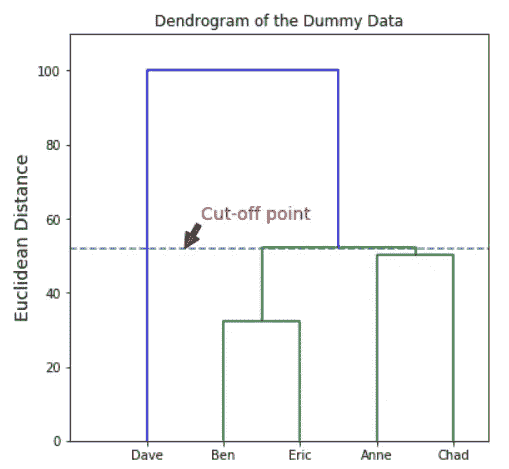 Dendrogram of the Dummy Data
100
80
60
40
20
0
Euclidean Distance
Cut-off point
Dave Ben Eric Anne Chad